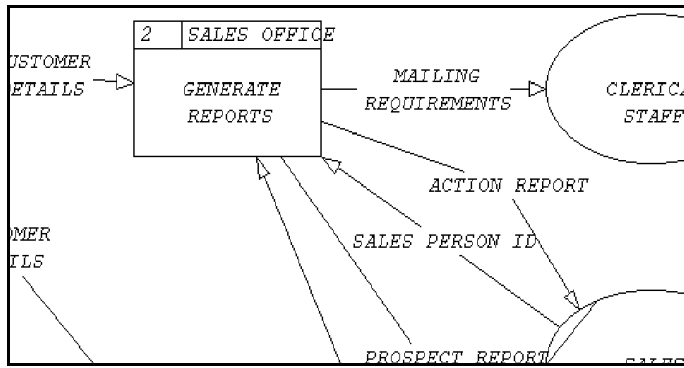 2 SALES OFFICE
USTOMER
ETAILS
GENERATE
REPORTS
MAILING
REQUIREMENTS
CLERICA
STAFF
ACTION REPORT
OMER
ILS
SALES PERSON ID
PROSPECT REPORT
SALES